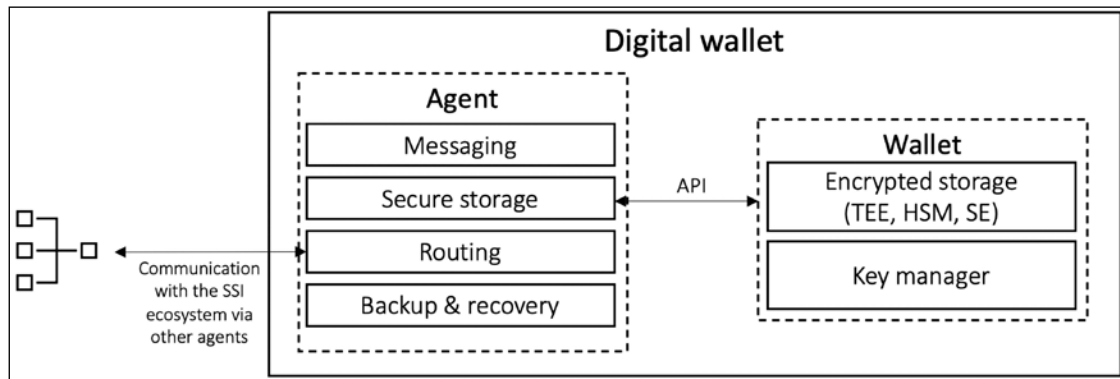 Digital wallet
Agent
Messaging
Secure storage
Routing
Backup & recovery
API
Wallet
Encrypted storage
(TEE, HSM, SE)
Key manager
Communication
with the SSI
ecosystem via
other agents